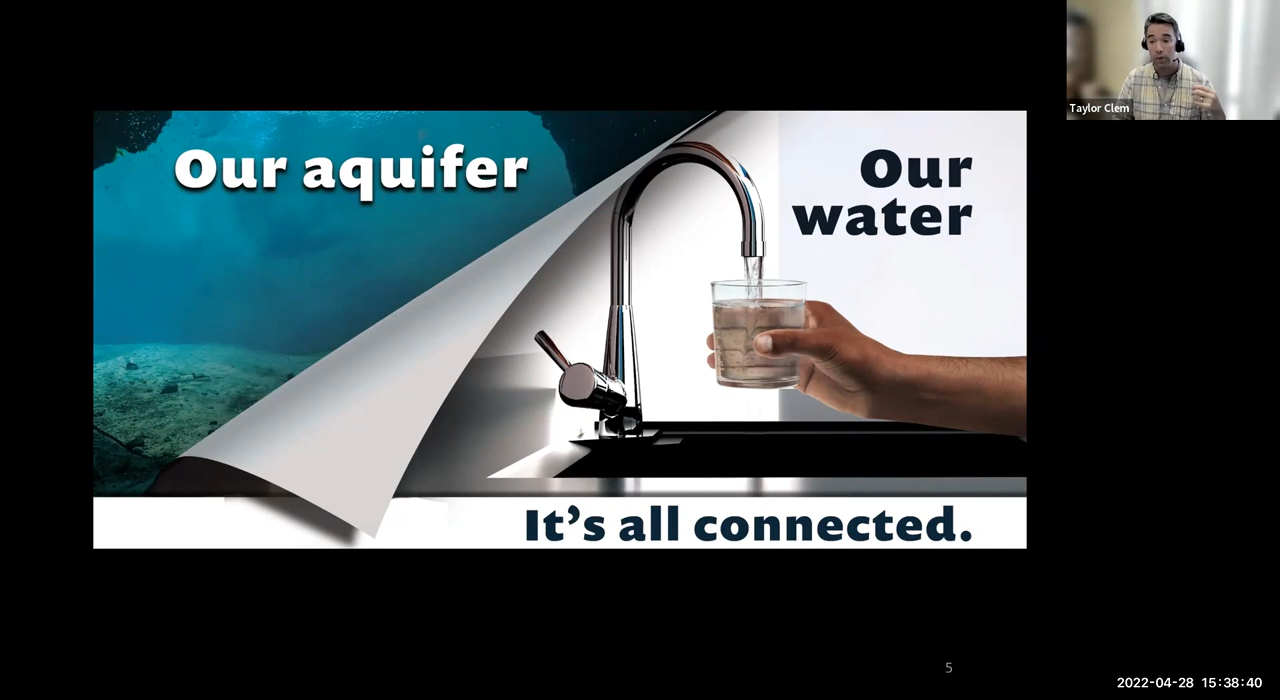 Taylor Clem
Our aquifer
Our
water
It's all connected.
5
2022-04-28 15:38:40